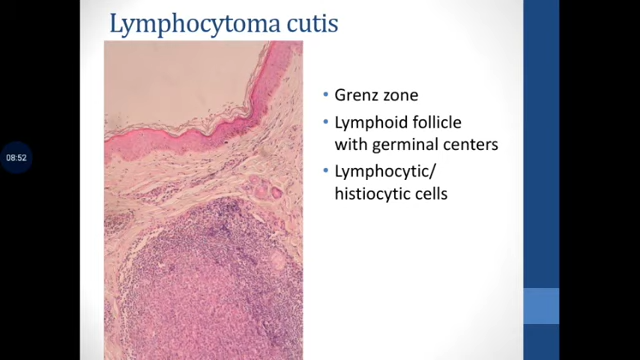 Lymphocytoma cutis
• Grenz zone
• Lymphoid follicle
with germinal centers
• Lymphocytic/
histiocytic cells
08:52